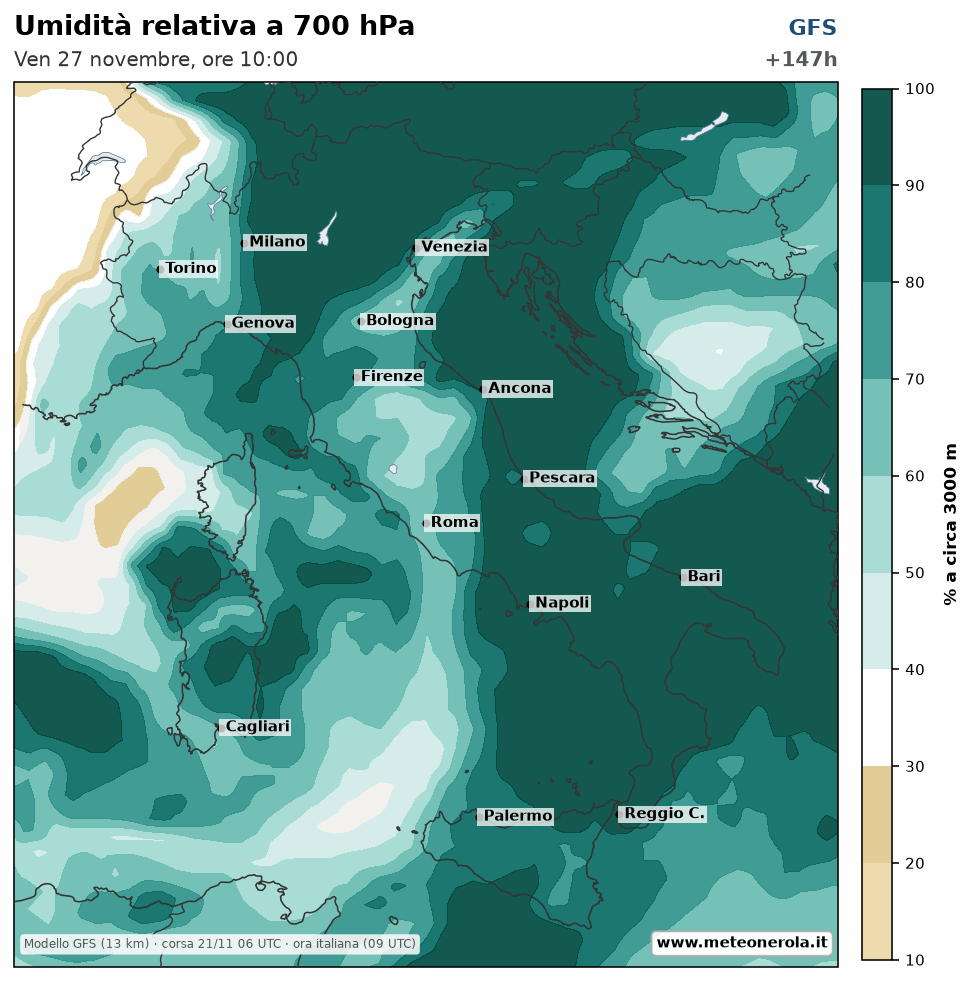 Umidità relativa a 700 hPa
GFS
Ven 27 novembre, ore 10:00
+147h
100
90
80
70
60
50
40
30
20
10
% a circa 3000 m
Milano
Venezia
Torino
Genova
Bologna
Firenze
Ancona
Pescara
Roma
Bari
Napoli
Cagliari
Palermo
Reggio C.
Modello GFS (13 km) · corsa 21/11 06 UTC · ora italiana (09 UTC)
www.meteonerola.it